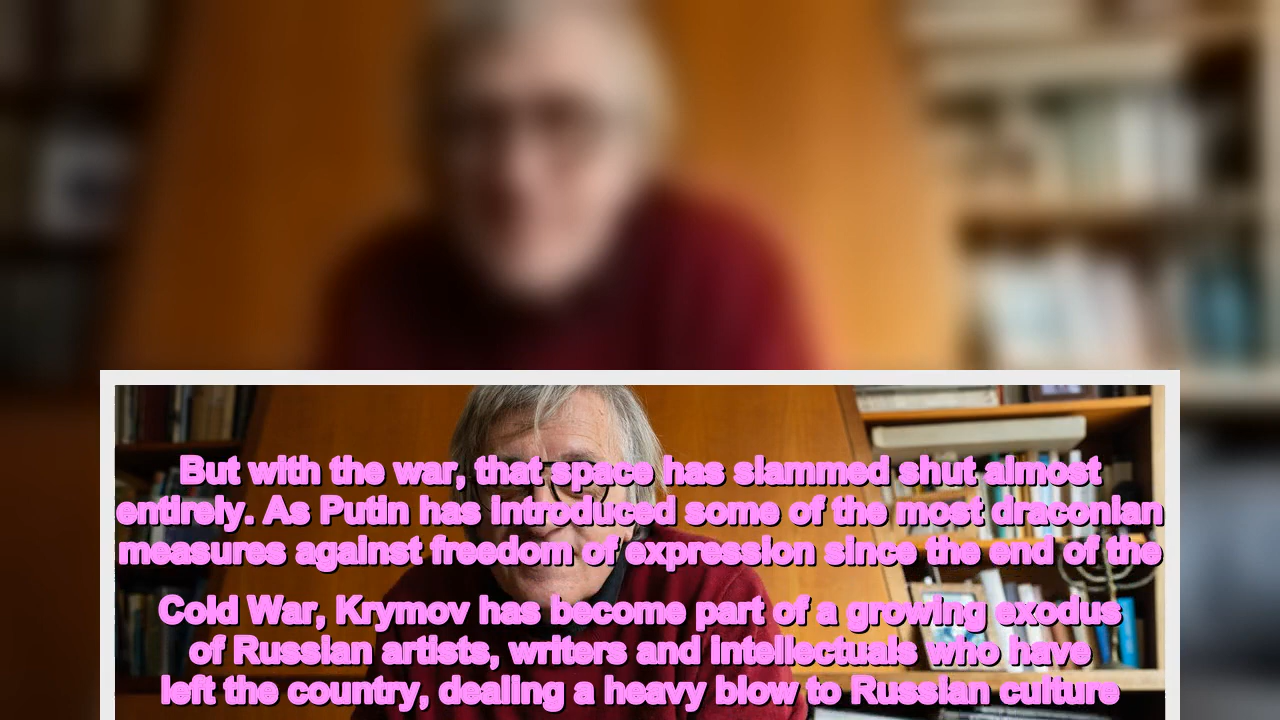 But with the war, that space has slammed shut almost
entirely. As Putin has introduced some of the most draconian
measures against freedom of expression since the end of the
Cold War, Krymov has become part of a growing exodus
of Russian artists, writers and intellectuals who have
left the country, dealing a heavy blow to Russian culture